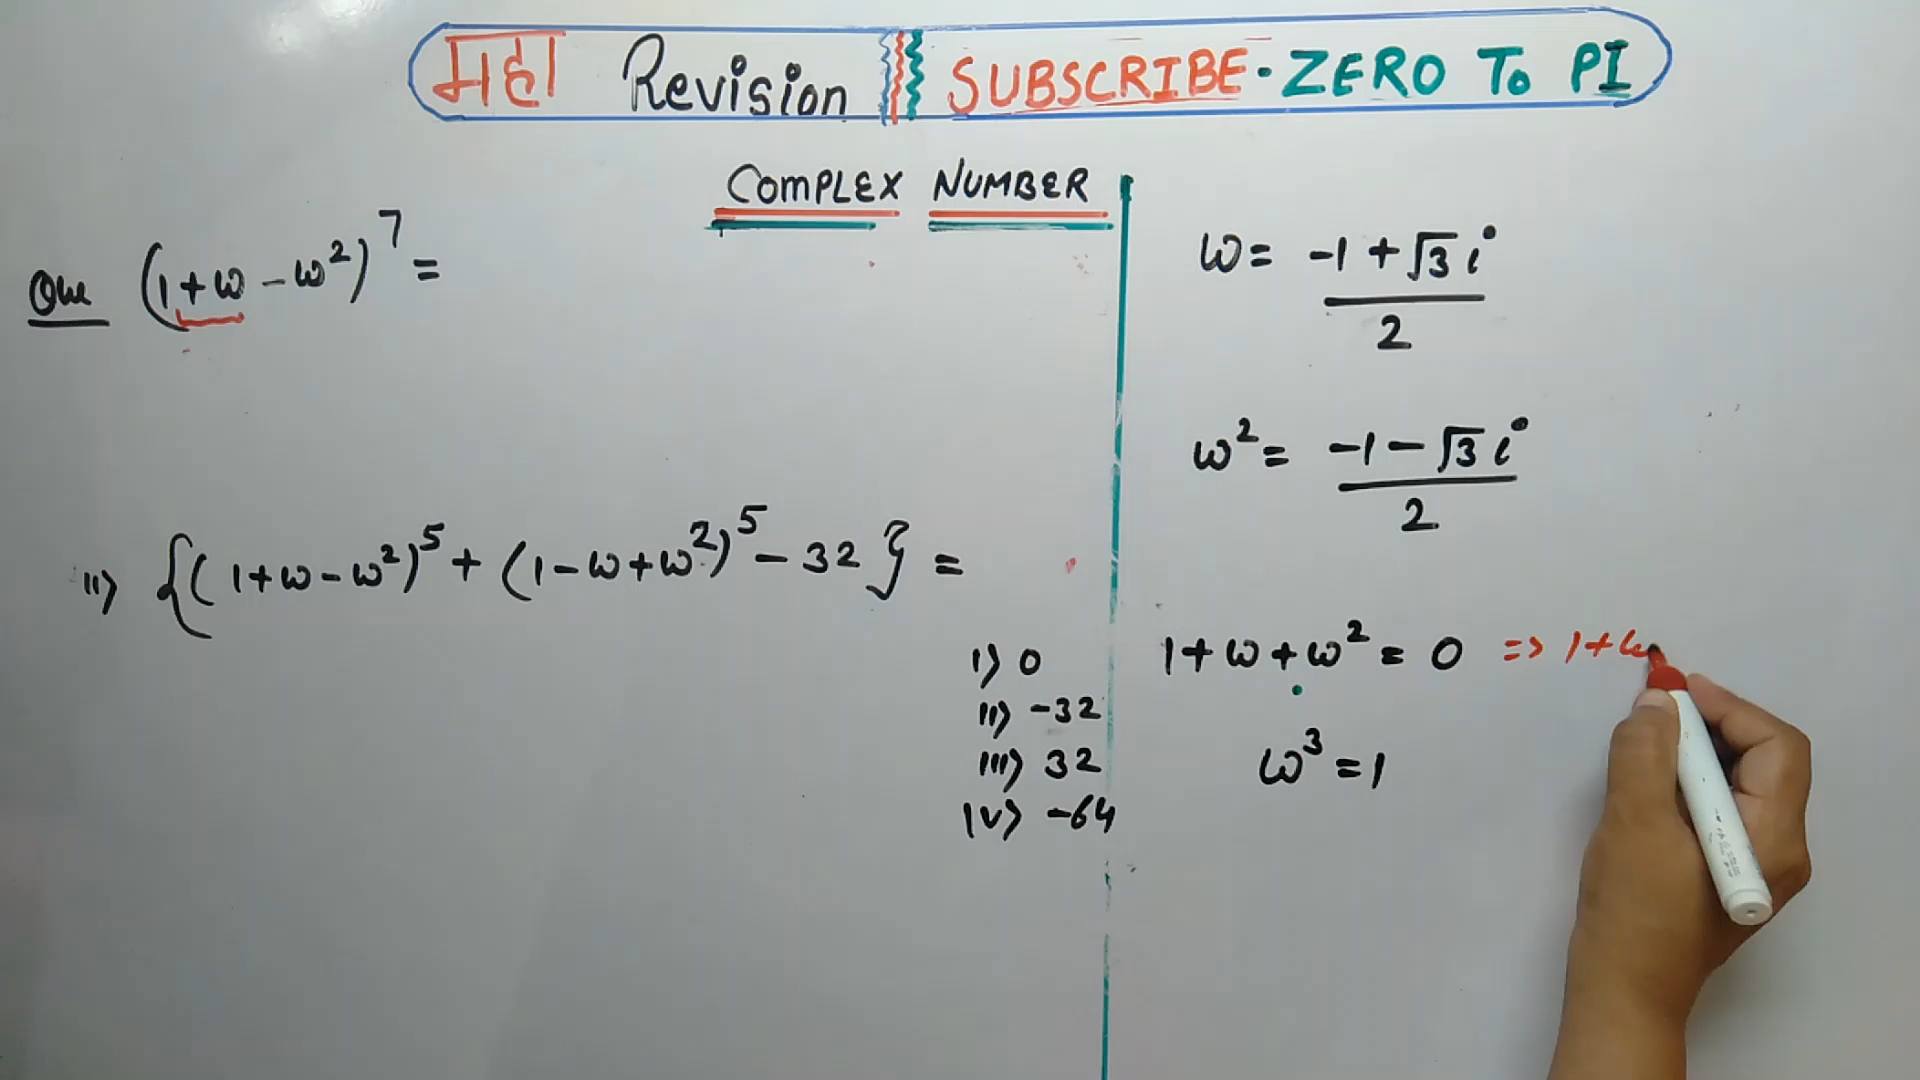 महा Revision SUBSCRIBE·ZERO TO PI
COMPLEX NUMBER
Que (1+ω-ω²)⁷ =
ii) {(1+ω-ω²)⁵+(1-ω+ω²)⁵-32} =
i) 0
ii) -32
iii) 32
iv) -64
ω= -1+√3 i
2
ω²= -1-√3 i
2
1+ω+ω² = 0 => 1+ω
ω³=1